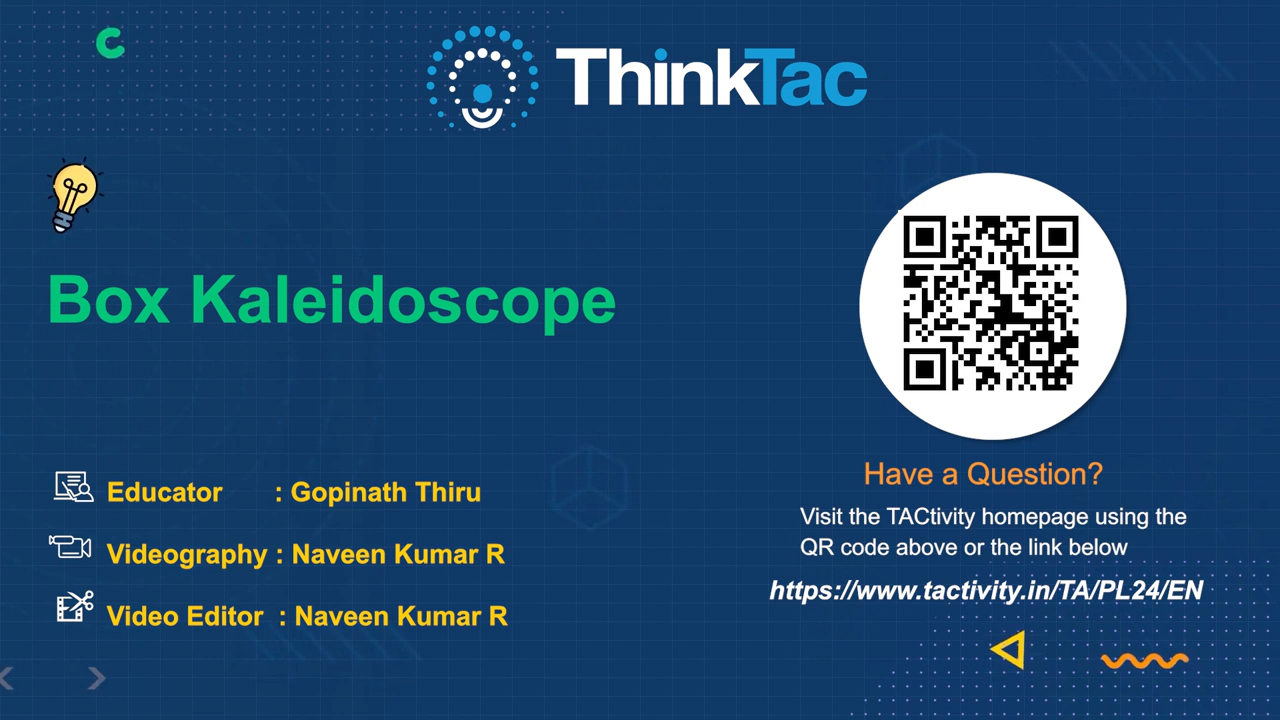 ThinkTac
Box Kaleidoscope
Educator : Gopinath Thiru
Videography : Naveen Kumar R
Video Editor : Naveen Kumar R
Have a Question?
Visit the TACtivity homepage using the
QR code above or the link below
https://www.tactivity.in/TA/PL24/EN